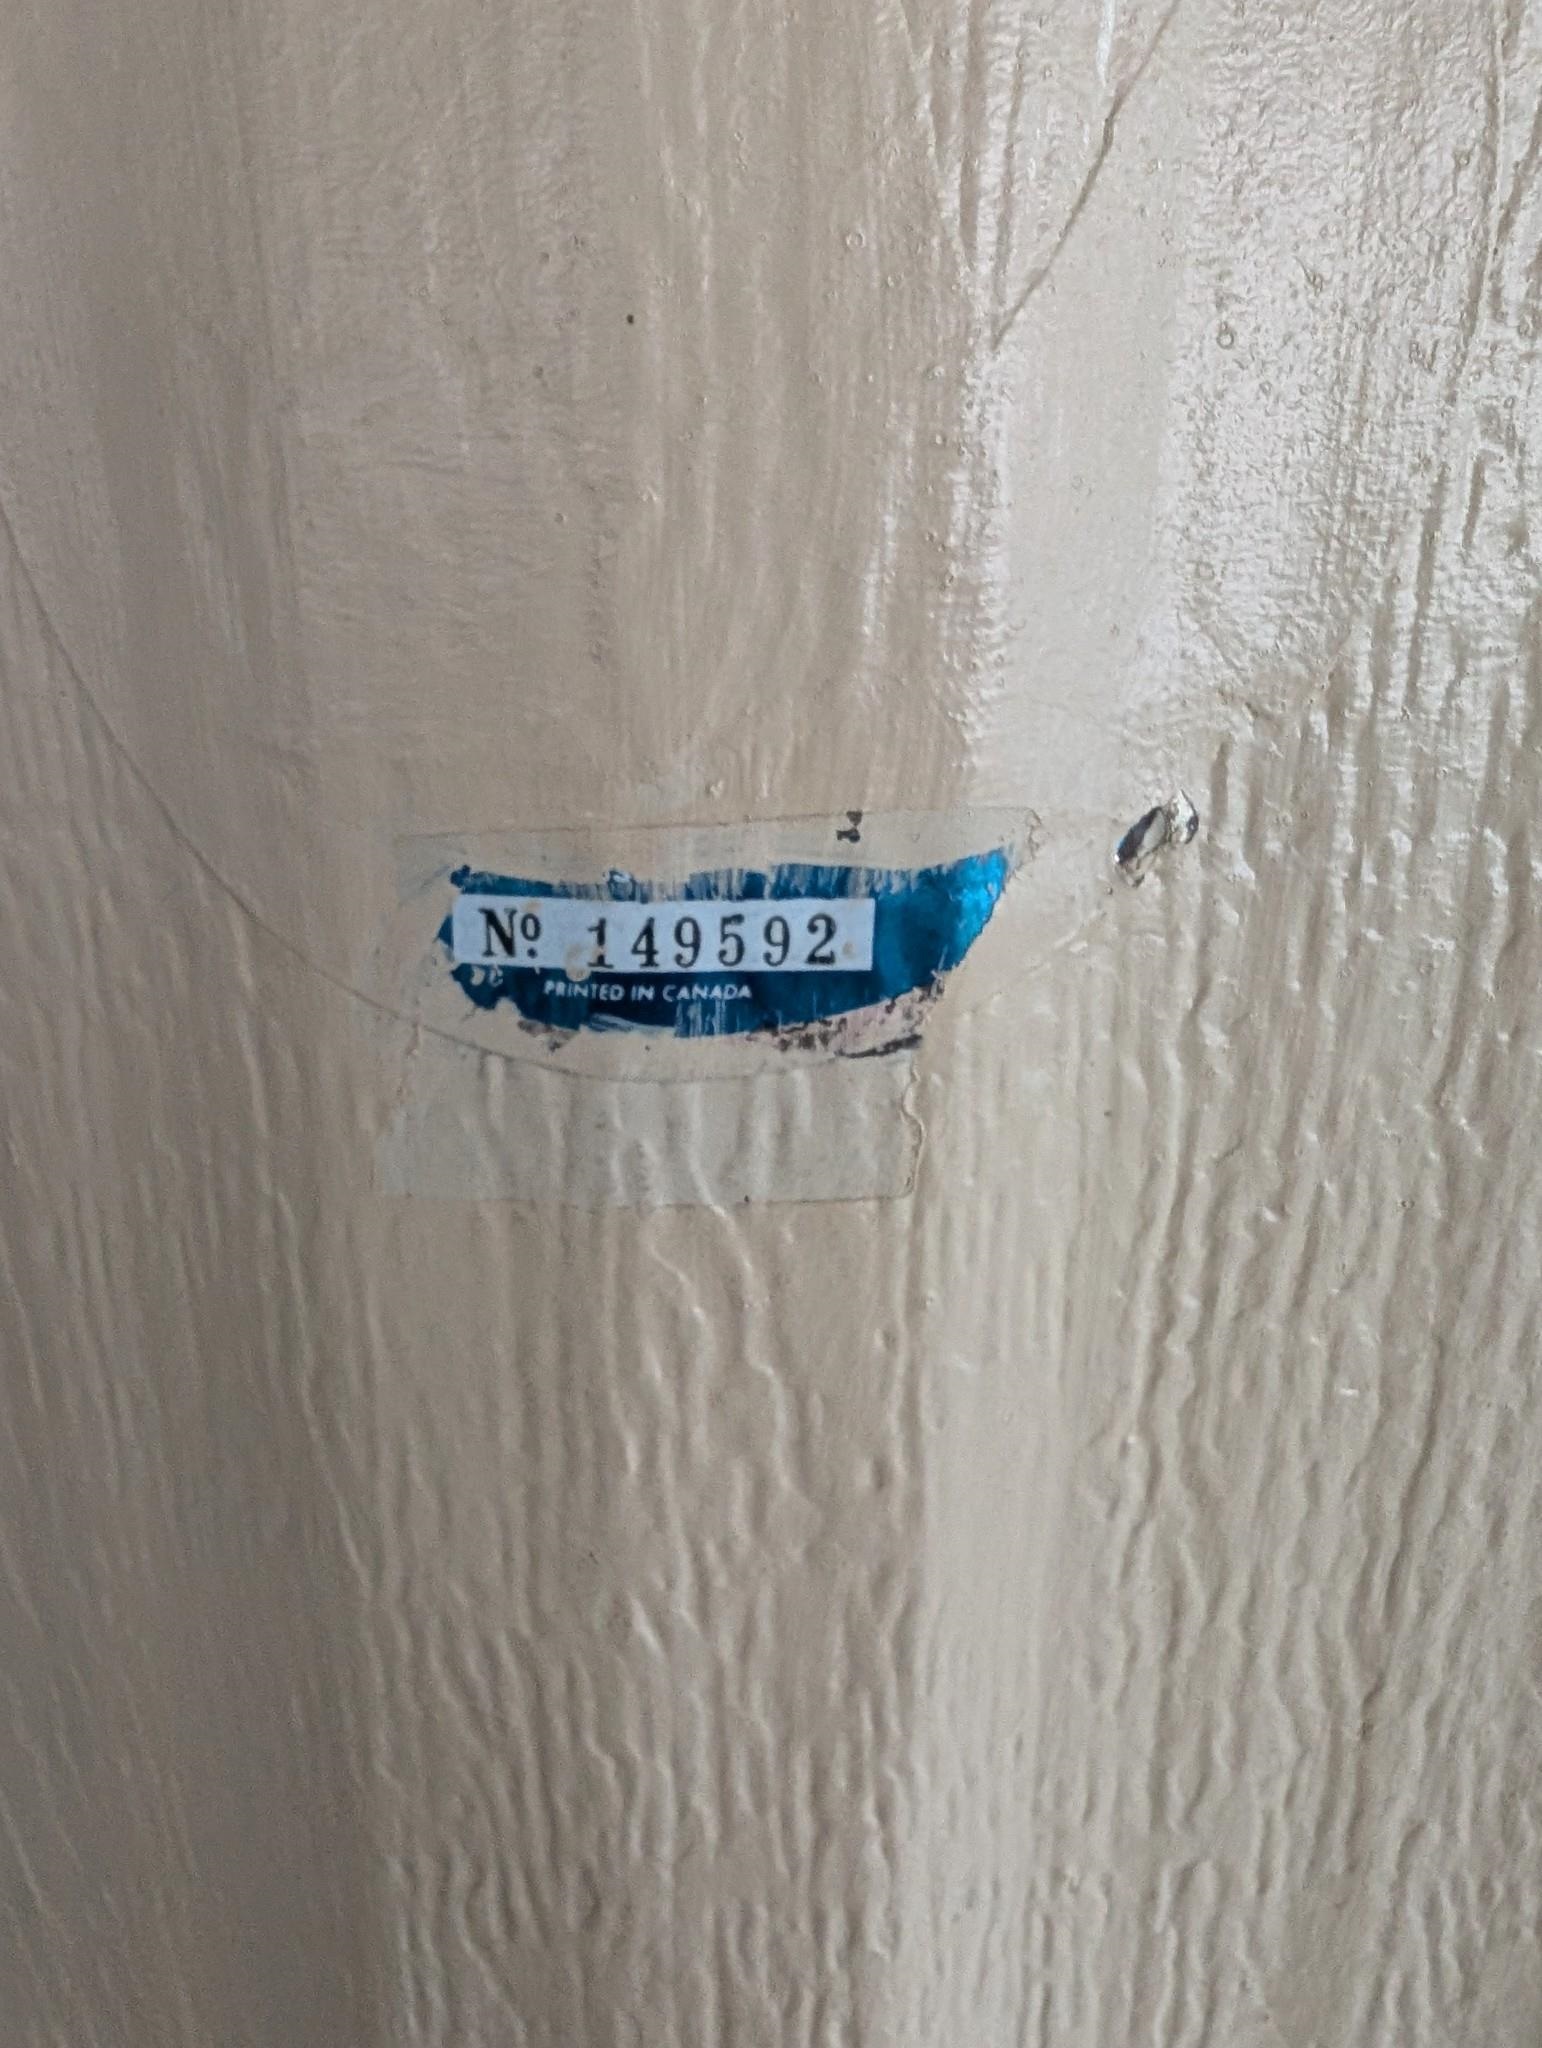 Nº 149592
PRINTED IN CANADA